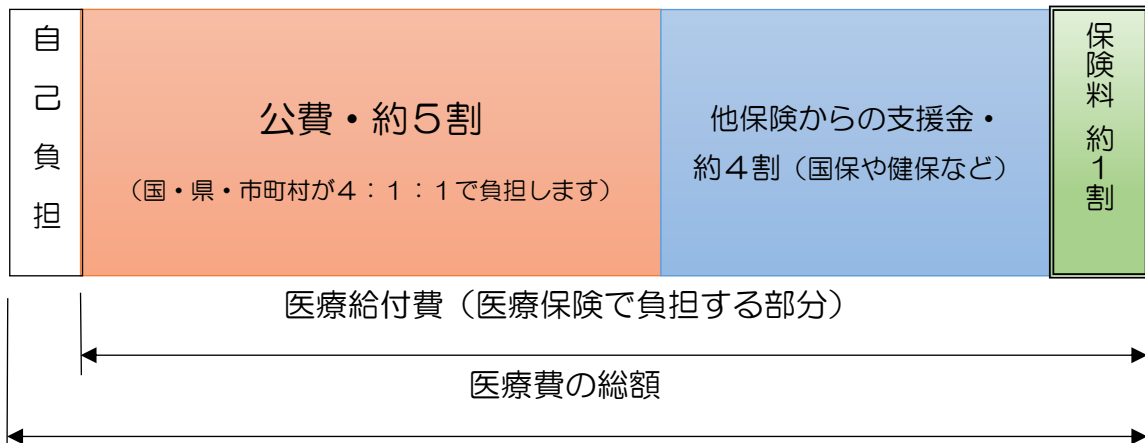 自己負担
公費・約５割
（国・県・市町村が４：１：１で負担します）
他保険からの支援金・
約４割（国保や健保など）
保険料 約１割
医療給付費（医療保険で負担する部分）
医療費の総額